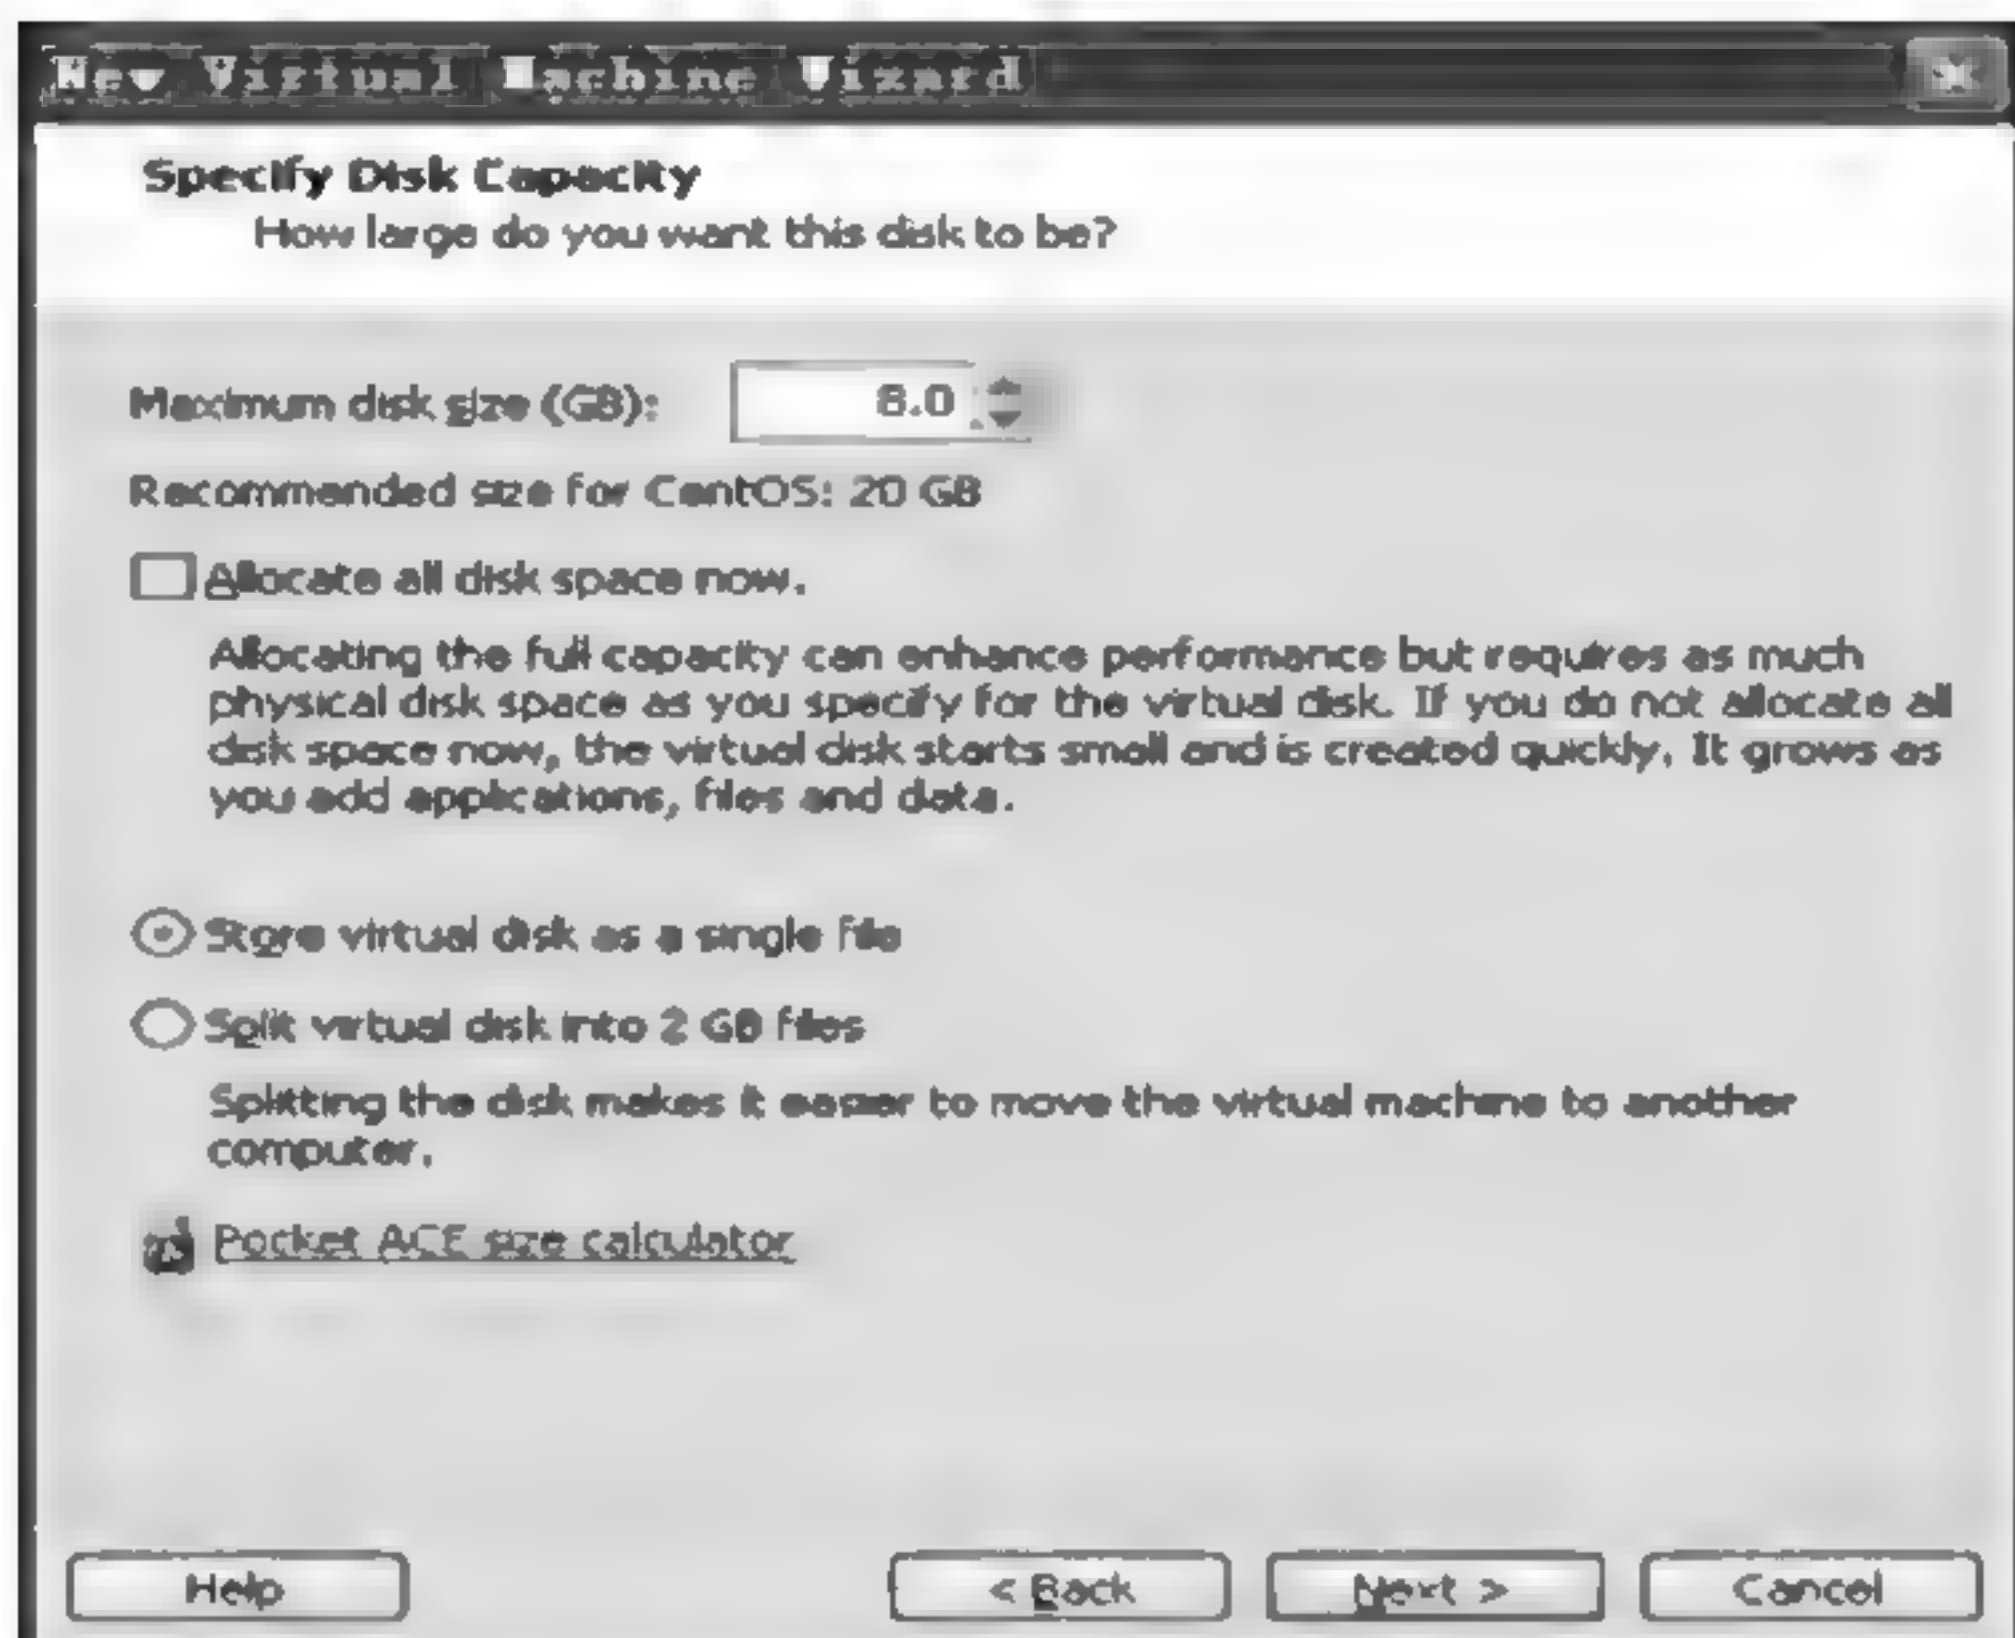 New Virtual Machine Wizard
Specify Disk Capacity
How large do you want this disk to be?
Maximum disk size (GB): 8.0
Recommended size for CentOS: 20 GB
Allocate all disk space now.
Allocating the full capacity can enhance performance but requires as much
physical disk space as you specify for the virtual disk. If you do not allocate all
disk space now, the virtual disk starts small and is created quickly. It grows as
you add applications, files and data.
Store virtual disk as a single file
Split virtual disk into 2 GB files
Splitting the disk makes it easier to move the virtual machine to another
computer.
Pocket ACE size calculator
Help < Back Next > Cancel